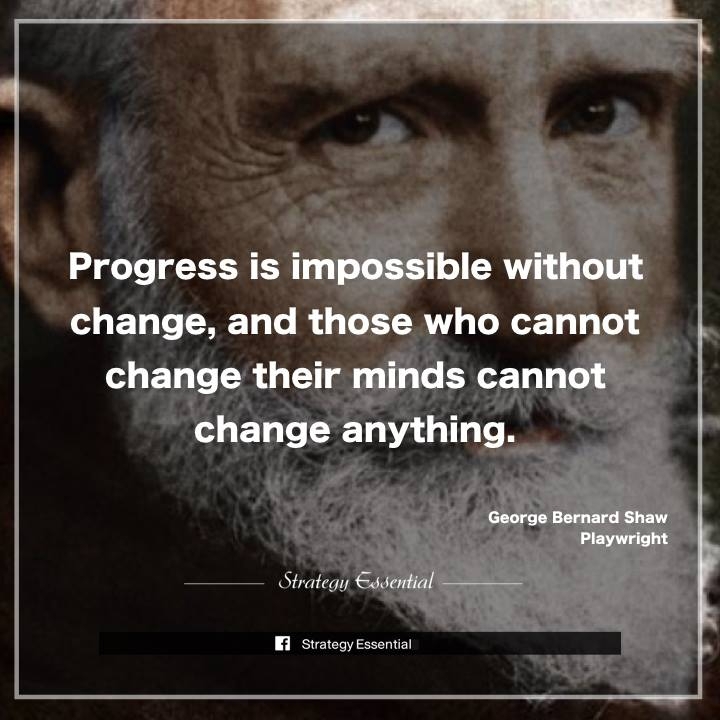 Progress is impossible without
change, and those who cannot
change their minds cannot
change anything.
George Bernard Shaw
Playwright
Strategy Essential
Strategy Essential